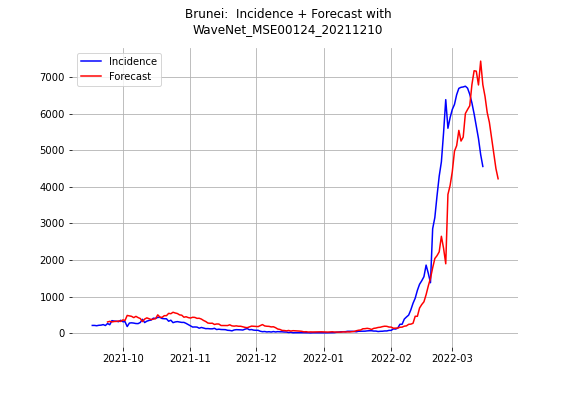 Brunei:  Incidence + Forecast with
WaveNet_MSE00124_20211210
Incidence
Forecast
7000
6000
5000
4000
3000
2000
1000
0
2021-10 2021-11 2021-12 2022-01 2022-02 2022-03